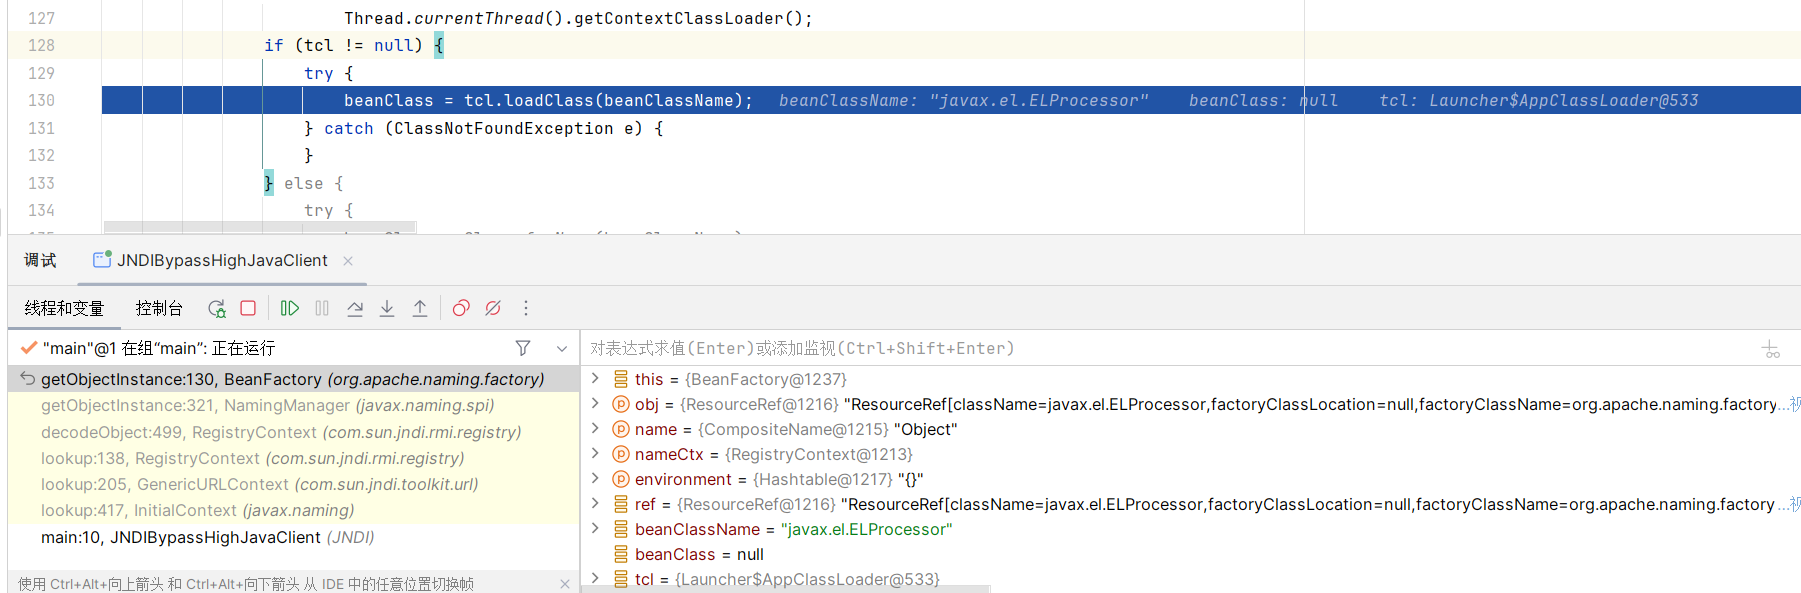 127 Thread.currentThread().getContextClassLoader();
128 if (tcl != null) {
129 try {
130 beanClass = tcl.loadClass(beanClassName); beanClassName: "javax.el.ELProcessor" beanClass: null tcl: Launcher$AppClassLoader@533
131 } catch (ClassNotFoundException e) {
132 }
133 } else {
134 try {
调试 JNDIBypassHighJavaClient
线程和变量 控制台
"main"@1 在组“main”: 正在运行
对表达式求值(Enter)或添加监视(Ctrl+Shift+Enter)
getObjectInstance:130, BeanFactory (org.apache.naming.factory)
getObjectInstance:321, NamingManager (javax.naming.spi)
decodeObject:499, RegistryContext (com.sun.jndi.rmi.registry)
lookup:138, RegistryContext (com.sun.jndi.rmi.registry)
lookup:205, GenericURLContext (com.sun.jndi.toolkit.url)
lookup:417, InitialContext (javax.naming)
main:10, JNDIBypassHighJavaClient (JNDI)
this = {BeanFactory@1237}
obj = {ResourceRef@1216} "ResourceRef[className=javax.el.ELProcessor,factoryClassLocation=null,factoryClassName=org.apache.naming.factory...
name = {CompositeName@1215} "Object"
nameCtx = {RegistryContext@1213}
environment = {Hashtable@1217} "{}"
ref = {ResourceRef@1216} "ResourceRef[className=javax.el.ELProcessor,factoryClassLocation=null,factoryClassName=org.apache.naming.factory...
beanClassName = "javax.el.ELProcessor"
beanClass = null
tcl = {Launcher$AppClassLoader@533}
使用 Ctrl+Alt+向上箭头 和 Ctrl+Alt+向下箭头 从 IDE 中的任意位置切换帧